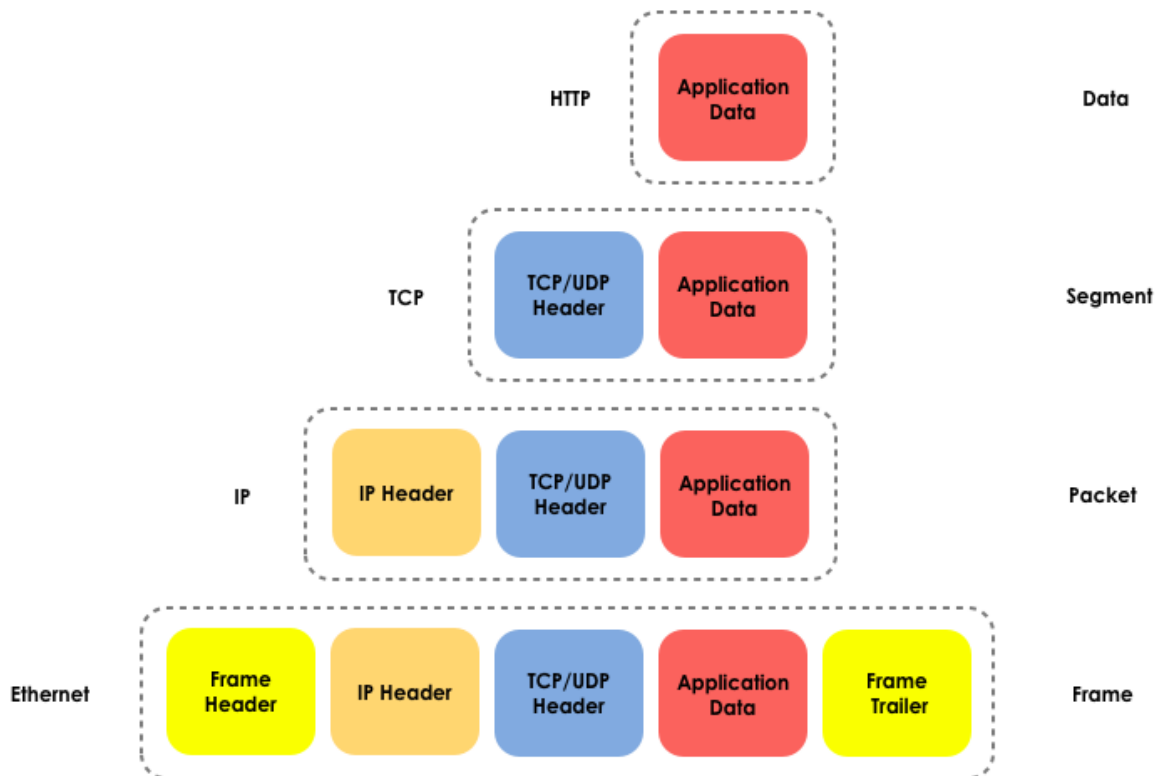 HTTP
Application
Data
Data
TCP
TCP/UDP
Header
Application
Data
Segment
IP
IP Header
TCP/UDP
Header
Application
Data
Packet
Ethernet
Frame
Header
IP Header
TCP/UDP
Header
Application
Data
Frame
Trailer
Frame